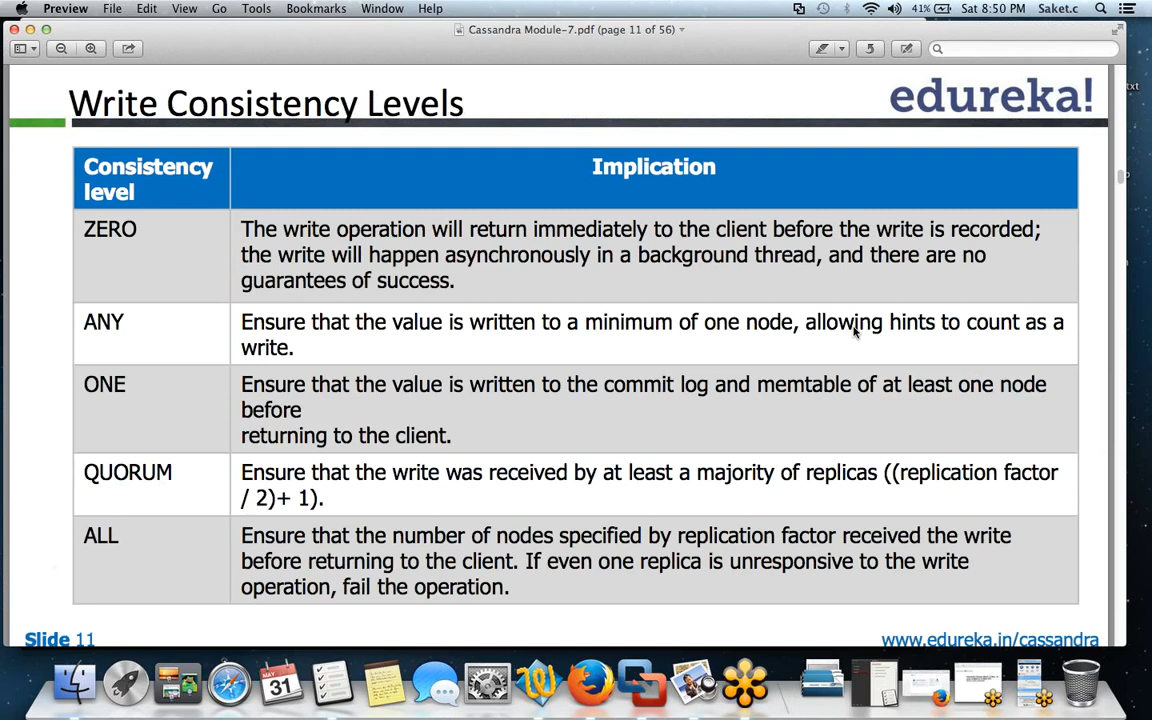 Preview File Edit View Go Tools Bookmarks Window Help 41% Sat 8:50 PM Saket.c
Cassandra Module-7.pdf (page 11 of 56)
Write Consistency Levels
edureka!
Consistency level
Implication
ZERO
The write operation will return immediately to the client before the write is recorded;
the write will happen asynchronously in a background thread, and there are no
guarantees of success.
ANY
Ensure that the value is written to a minimum of one node, allowing hints to count as a
write.
ONE
Ensure that the value is written to the commit log and memtable of at least one node
before
returning to the client.
QUORUM
Ensure that the write was received by at least a majority of replicas ((replication factor
/ 2)+ 1).
ALL
Ensure that the number of nodes specified by replication factor received the write
before returning to the client. If even one replica is unresponsive to the write
operation, fail the operation.
Slide 11
www.edureka.in/cassandra
31